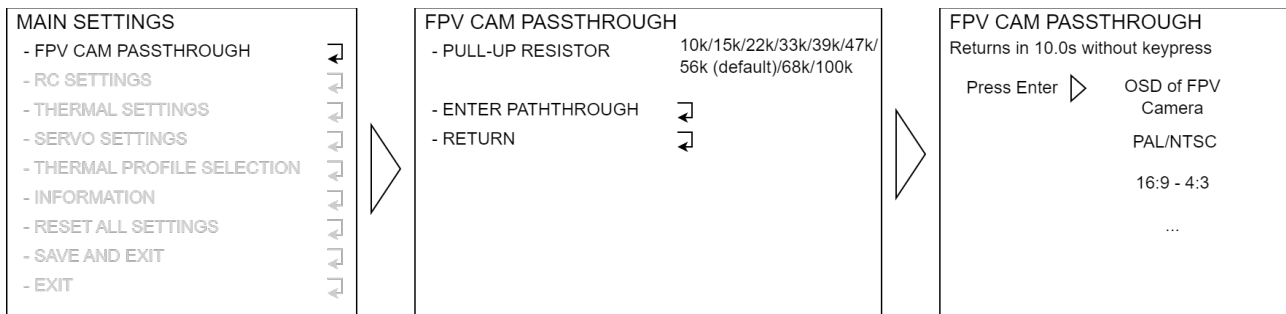 MAIN SETTINGS
- FPV CAM PASSTHROUGH
- RC SETTINGS
- THERMAL SETTINGS
- SERVO SETTINGS
- THERMAL PROFILE SELECTION
- INFORMATION
- RESET ALL SETTINGS
- SAVE AND EXIT
- EXIT
FPV CAM PASSTHROUGH
- PULL-UP RESISTOR
10k/15k/22k/33k/39k/47k/
56k (default)/68k/100k
- ENTER PATHTHROUGH
- RETURN
FPV CAM PASSTHROUGH
Returns in 10.0s without keypress
Press Enter
OSD of FPV
Camera
PAL/NTSC
16:9 - 4:3
...